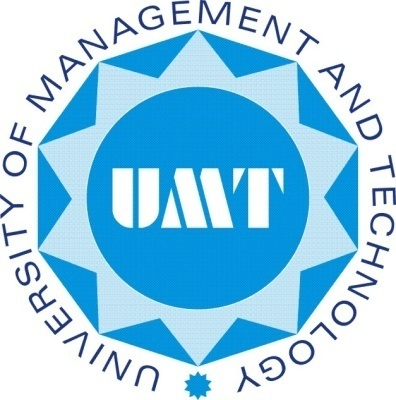 UNIVERSITY OF MANAGEMENT AND TECHNOLOGY
UMT